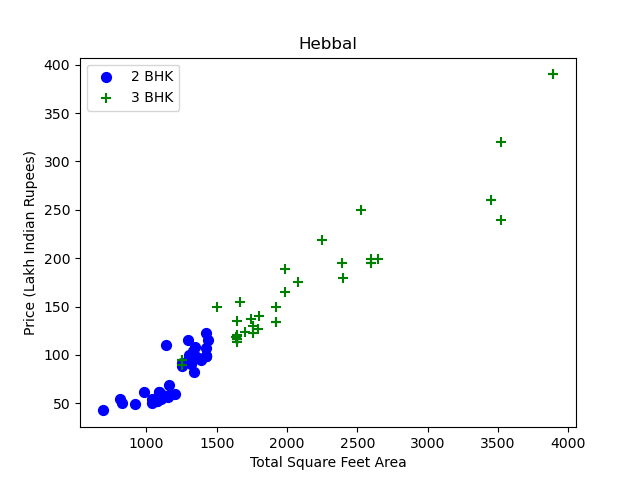 Hebbal
2 BHK
3 BHK
400
350
300
250
200
150
100
50
Price (Lakh Indian Rupees)
1000 1500 2000 2500 3000 3500 4000
Total Square Feet Area